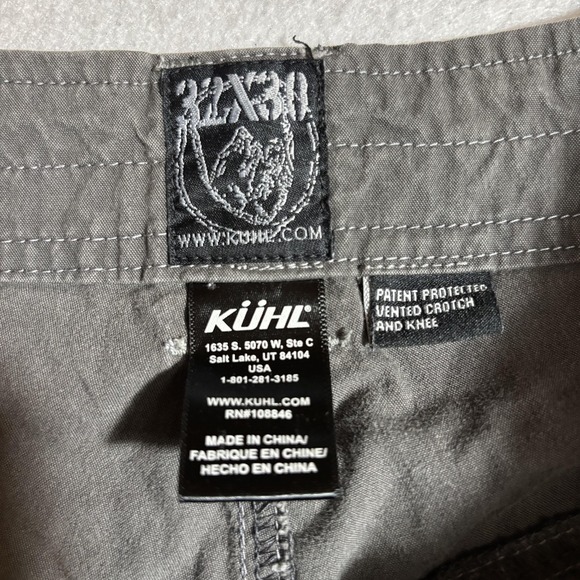 32X30
WWW.KÜHL.COM
KÜHL®
1635 S. 5070 W, Ste C
Salt Lake, UT 84104
USA
1-801-281-3185
WWW.KUHL.COM
RN#108846
MADE IN CHINA/
FABRIQUE EN CHINE/
HECHO EN CHINA
PATENT PROTECTED
VENTED CROTCH
AND KNEE